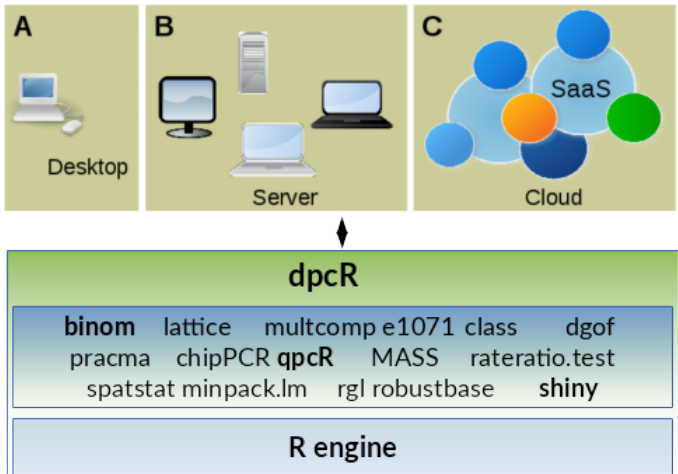 A
B
C
SaaS
Desktop
Server
Cloud
dpcR
binom lattice multcomp e1071 class dgof
pracma chipPCR qpcR MASS rateratio.test
spatstat minpack.lm rgl robustbase shiny
R engine